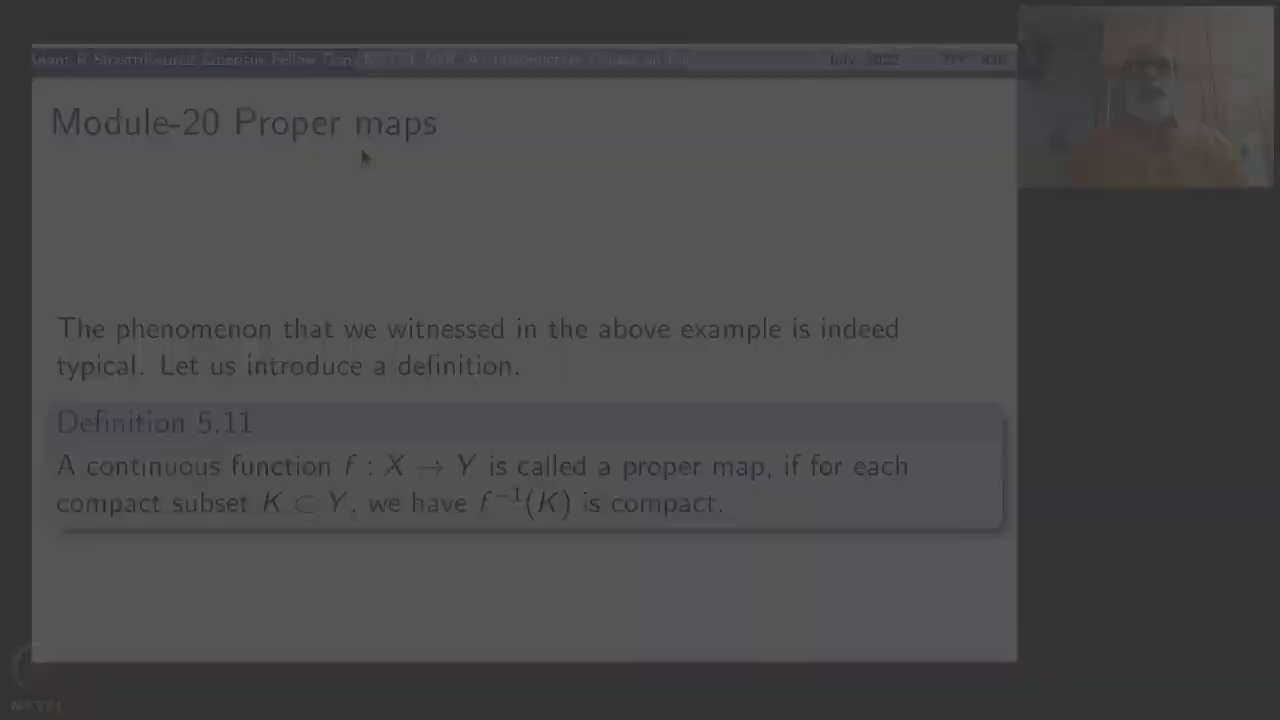 Module-20 Proper maps
The phenomenon that we witnessed in the above example is indeed
typical. Let us introduce a definition.
Definition 5.11
A continuous function f : X → Y is called a proper map, if for each
compact subset K ⊂ Y, we have f⁻¹(K) is compact.
NPTEL